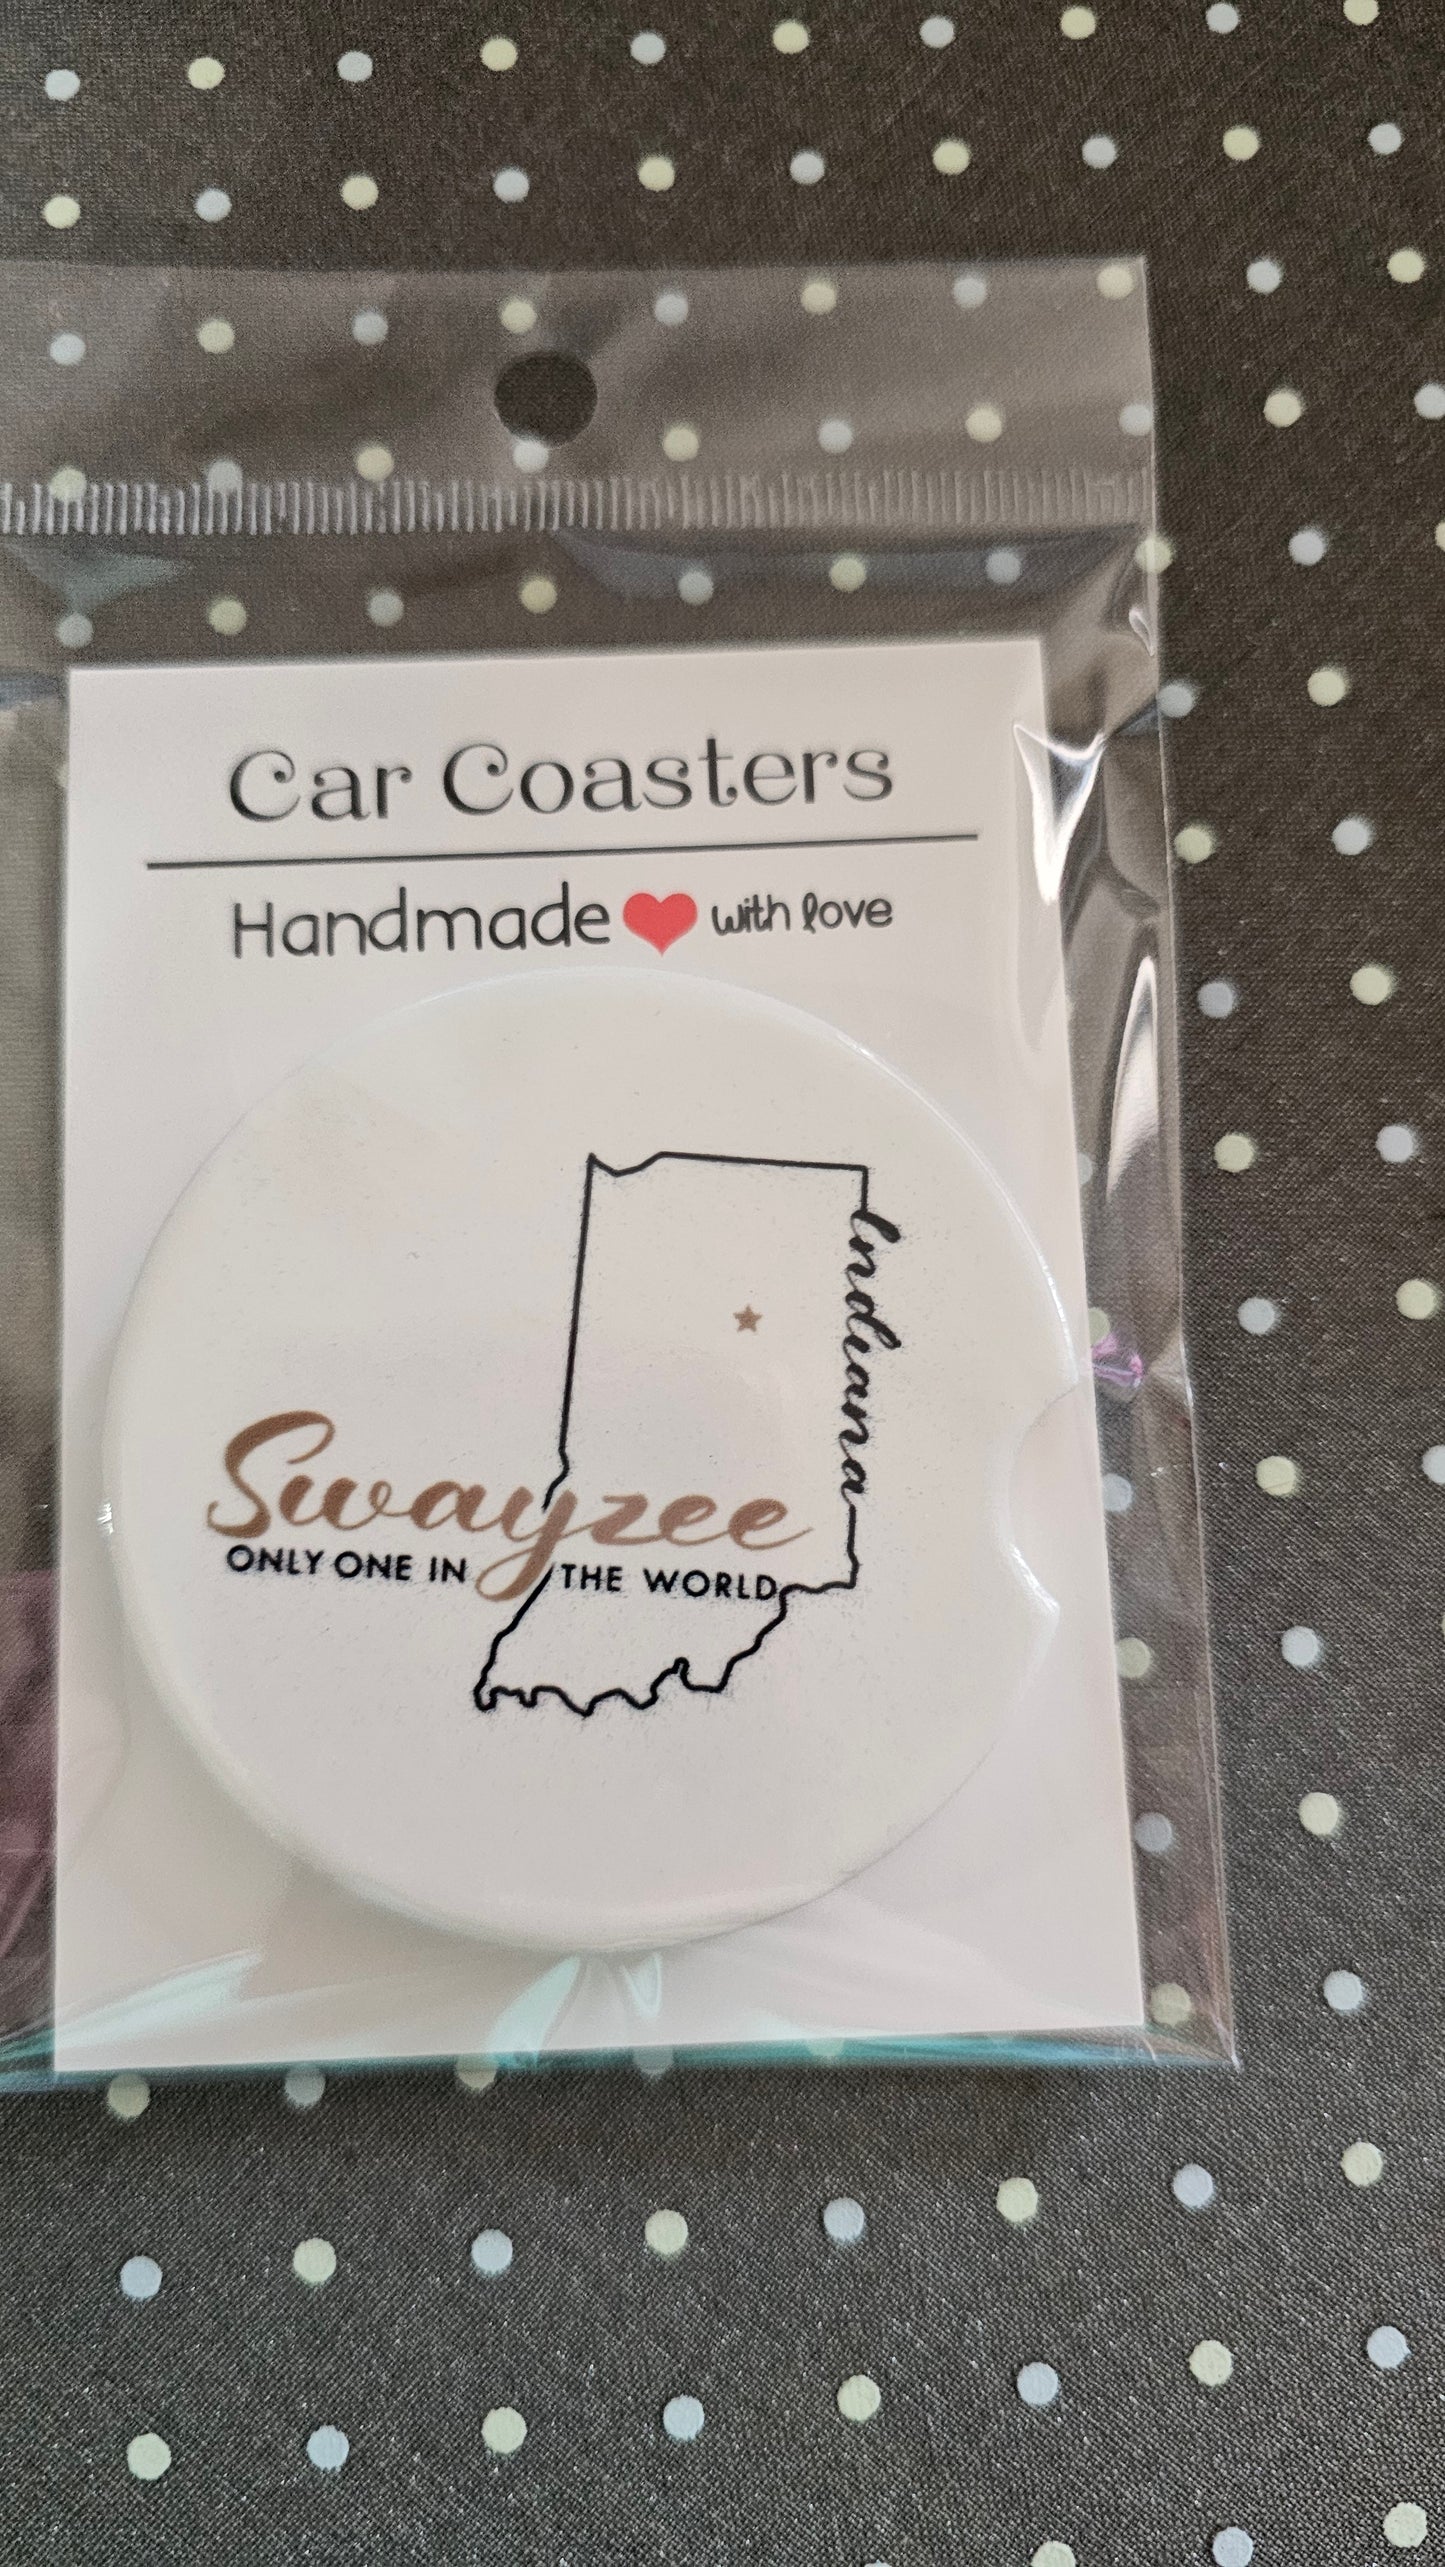 Car Coasters
Handmade with love
Indiana
Swayzee
ONLY ONE IN THE WORLD